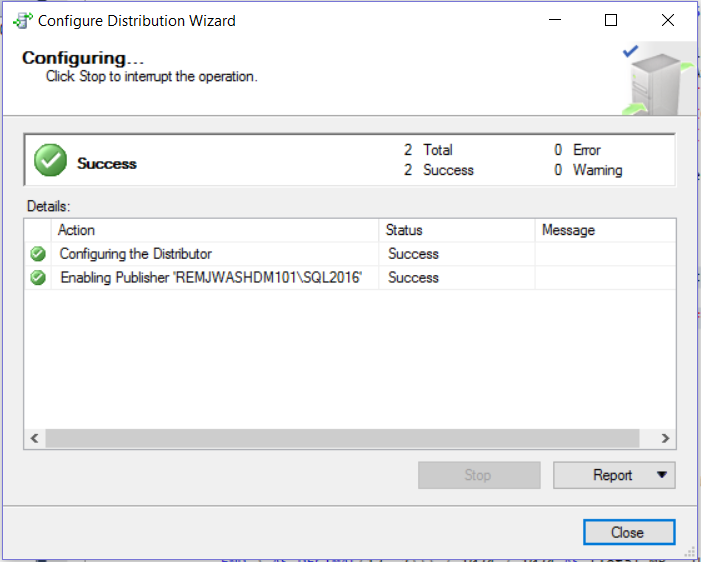 Configure Distribution Wizard
Configuring...
Click Stop to interrupt the operation.
Success
2 Total
0 Error
2 Success
0 Warning
Details:
Action Status Message
Configuring the Distributor Success
Enabling Publisher 'REMJWASHDM101\SQL2016' Success
Stop Report
Close